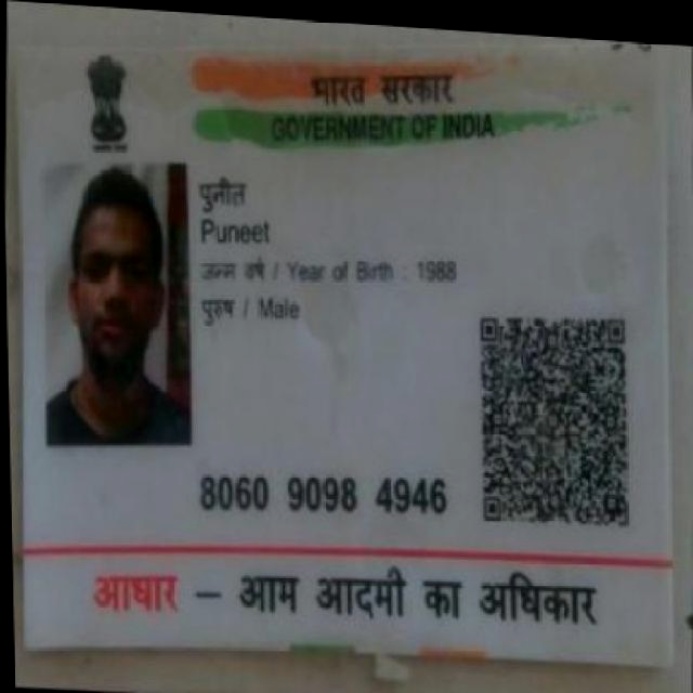 भारत सरकार
GOVERNMENT OF INDIA
पुनीत
Puneet
जन्म वर्ष / Year of Birth : 1988
पुरुष / Male
8060 9098 4946
आधार – आम आदमी का अधिकार